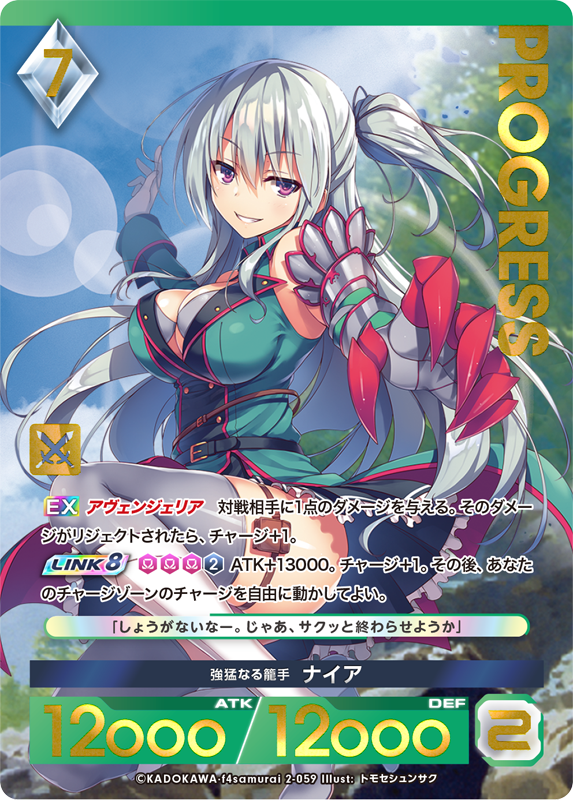 7
PROGRESS
EX アヴェンジェリア 対戦相手に1点のダメージを与える。そのダメー
ジがリジェクトされたら、チャージ+1。
LINK 8 Ω Ω Ω 2 ATK+13000。チャージ+1。その後、あなた
のチャージゾーンのチャージを自由に動かしてよい。
「しょうがないなー。じゃあ、サクッと終わらせようか」
強猛なる籠手 ナイア
ATK DEF
12000/12000 2
©KADOKAWA·f4samurai 2-059 Illust: トモセシュンサク